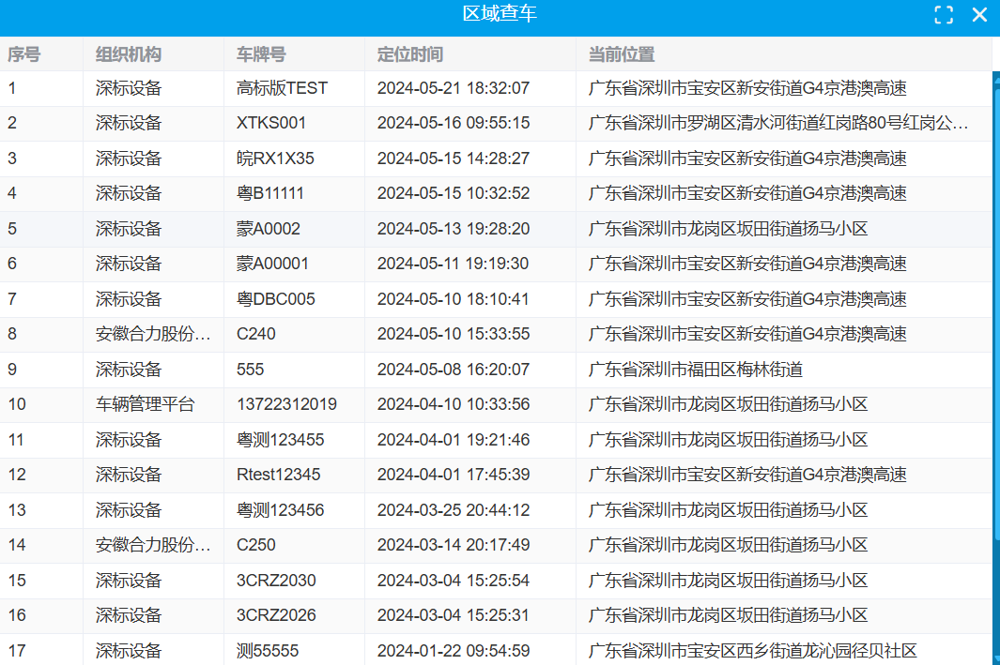 区域查车
序号 组织机构 车牌号 定位时间 当前位置
1 深标设备 高标版TEST 2024-05-21 18:32:07 广东省深圳市宝安区新安街道G4京港澳高速
2 深标设备 XTKS001 2024-05-16 09:55:15 广东省深圳市罗湖区清水河街道红岗路80号红岗公…
3 深标设备 皖RX1X35 2024-05-15 14:28:27 广东省深圳市宝安区新安街道G4京港澳高速
4 深标设备 粤B11111 2024-05-15 10:32:52 广东省深圳市宝安区新安街道G4京港澳高速
5 深标设备 蒙A0002 2024-05-13 19:28:20 广东省深圳市龙岗区坂田街道扬马小区
6 深标设备 蒙A00001 2024-05-11 19:19:30 广东省深圳市宝安区新安街道G4京港澳高速
7 深标设备 粤DBC005 2024-05-10 18:10:41 广东省深圳市宝安区新安街道G4京港澳高速
8 安徽合力股份… C240 2024-05-10 15:33:55 广东省深圳市宝安区新安街道G4京港澳高速
9 深标设备 555 2024-05-08 16:20:07 广东省深圳市福田区梅林街道
10 车辆管理平台 13722312019 2024-04-10 10:33:56 广东省深圳市龙岗区坂田街道扬马小区
11 深标设备 粤测123455 2024-04-01 19:21:46 广东省深圳市龙岗区坂田街道扬马小区
12 深标设备 Rtest12345 2024-04-01 17:45:39 广东省深圳市宝安区新安街道G4京港澳高速
13 深标设备 粤测123456 2024-03-25 20:44:12 广东省深圳市龙岗区坂田街道扬马小区
14 安徽合力股份… C250 2024-03-14 20:17:49 广东省深圳市龙岗区坂田街道扬马小区
15 深标设备 3CRZ2030 2024-03-04 15:25:54 广东省深圳市龙岗区坂田街道扬马小区
16 深标设备 3CRZ2026 2024-03-04 15:25:31 广东省深圳市龙岗区坂田街道扬马小区
17 深标设备 测55555 2024-01-22 09:54:59 广东省深圳市宝安区西乡街道龙沁园径贝社区